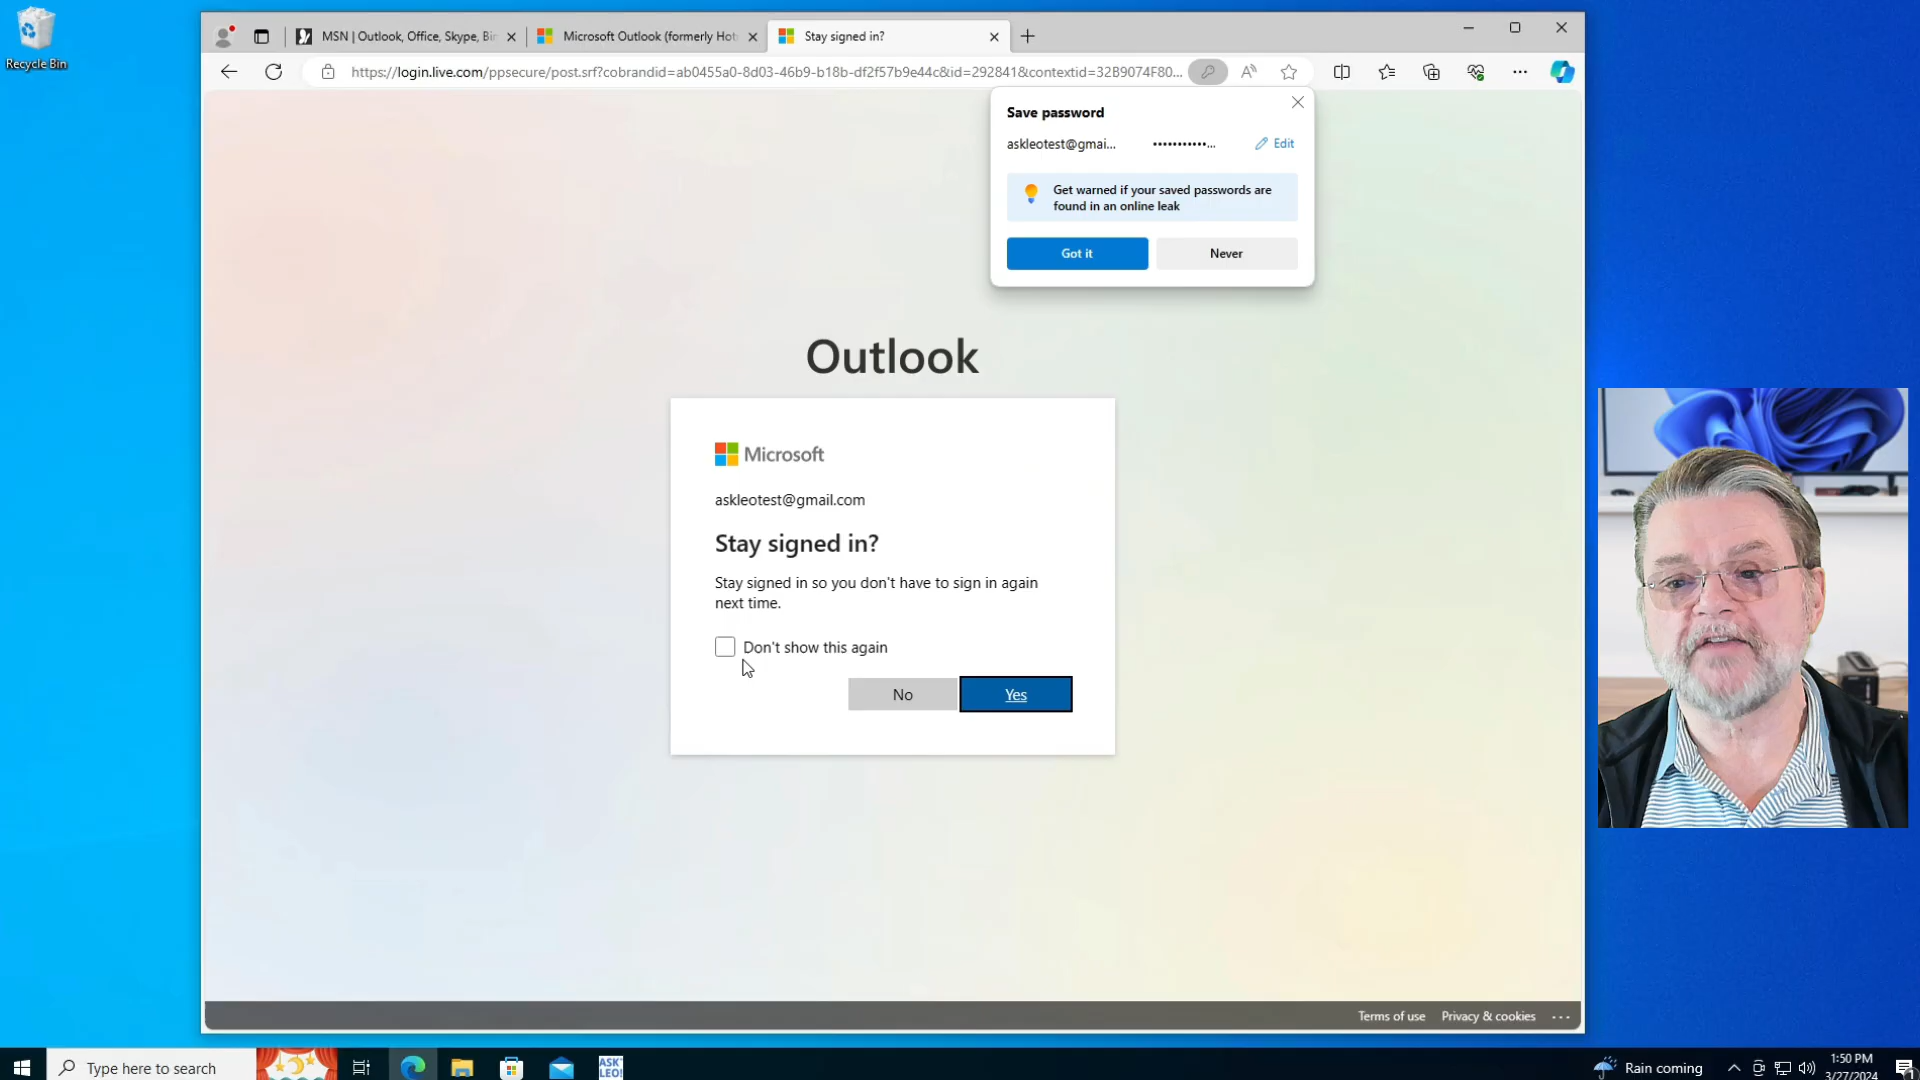 Recycle Bin
MSN | Outlook, Office, Skype, Bin
Microsoft Outlook (formerly Hot
Stay signed in?
https://login.live.com/ppsecure/post.srf?cobrandid=ab0455a0-8d03-46b9-b18b-df2f57b9e44c&id=292841&contextid=32B9074F80...
Save password
askleotest@gmai...
••••••••••••...
Edit
Get warned if your saved passwords are
found in an online leak
Got it
Never
Outlook
Microsoft
askleotest@gmail.com
Stay signed in?
Stay signed in so you don't have to sign in again
next time.
Don't show this again
No
Yes
Terms of use
Privacy & cookies
...
Type here to search
ASK
LEO!
Rain coming
1:50 PM
3/27/2024
1